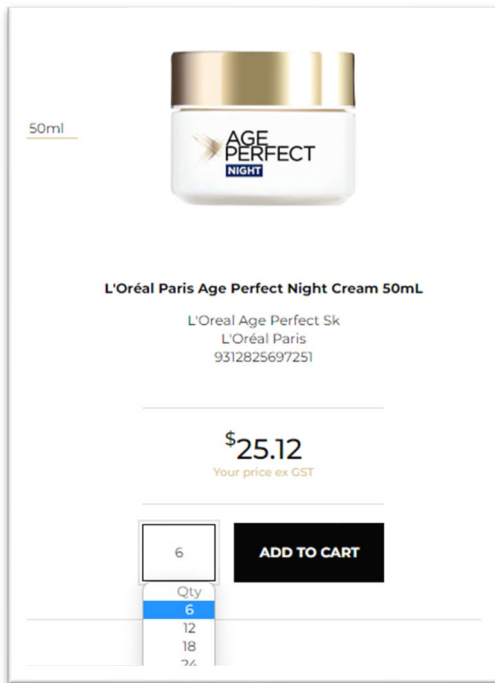 50ml
AGE
PERFECT
NIGHT
L'Oréal Paris Age Perfect Night Cream 50mL
L'Oreal Age Perfect Sk
L'Oréal Paris
9312825697251
$25.12
Your price ex GST
6
ADD TO CART
Qty
6
12
18
24